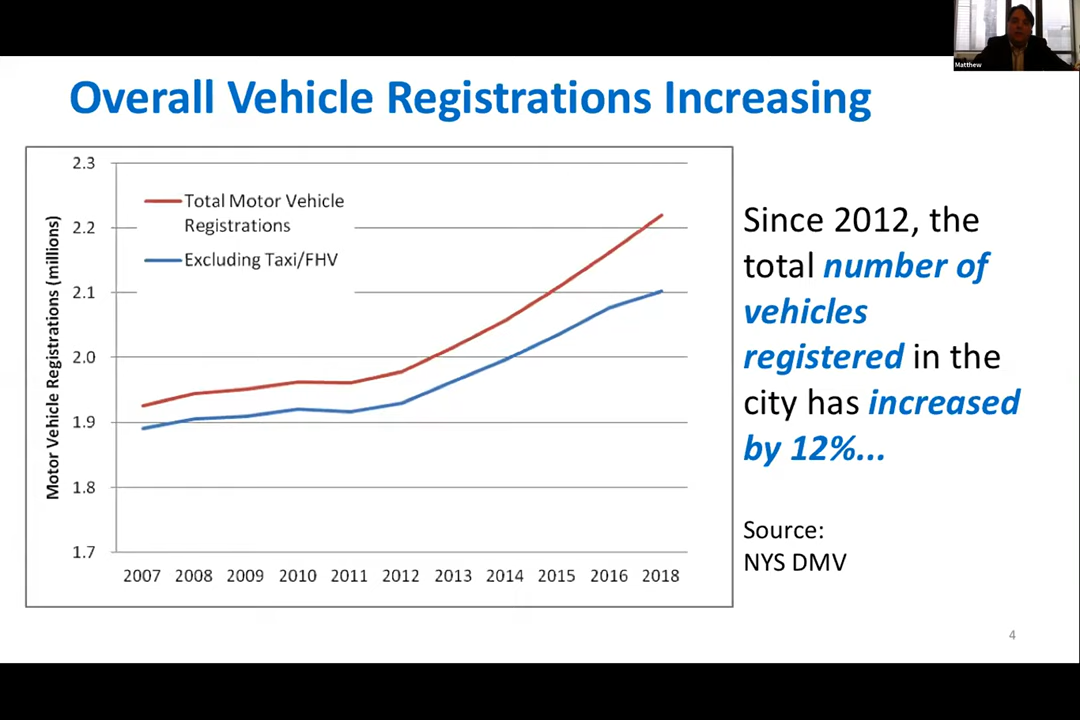 Matthew
Overall Vehicle Registrations Increasing
2.3
2.2
2.1
2.0
1.9
1.8
1.7
Motor Vehicle Registrations (millions)
Total Motor Vehicle
Registrations
Excluding Taxi/FHV
2007 2008 2009 2010 2011 2012 2013 2014 2015 2016 2018
Since 2012, the
total number of
vehicles
registered in the
city has increased
by 12%...
Source:
NYS DMV
4